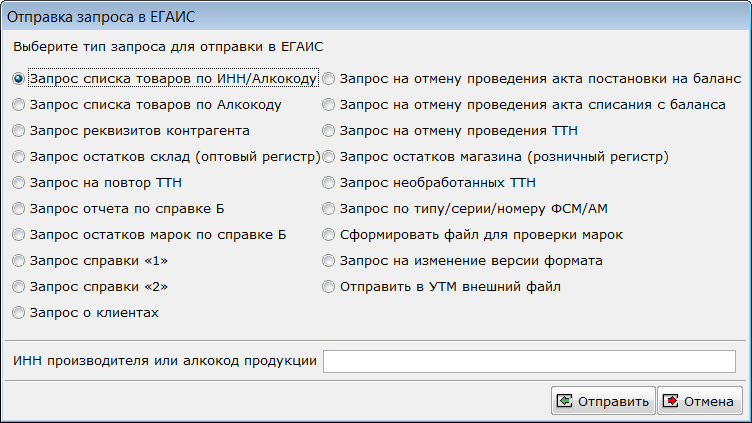 Отправка запроса в ЕГАИС
Выберите тип запроса для отправки в ЕГАИС
Запрос списка товаров по ИНН/Алкокоду
Запрос списка товаров по Алкокоду
Запрос реквизитов контрагента
Запрос остатков склад (оптовый регистр)
Запрос на повтор ТТН
Запрос отчета по справке Б
Запрос остатков марок по справке Б
Запрос справки «1»
Запрос справки «2»
Запрос о клиентах
Запрос на отмену проведения акта постановки на баланс
Запрос на отмену проведения акта списания с баланса
Запрос на отмену проведения ТТН
Запрос остатков магазина (розничный регистр)
Запрос необработанных ТТН
Запрос по типу/серии/номеру ФСМ/АМ
Сформировать файл для проверки марок
Запрос на изменение версии формата
Отправить в УТМ внешний файл
ИНН производителя или алкокод продукции
Отправить
Отмена